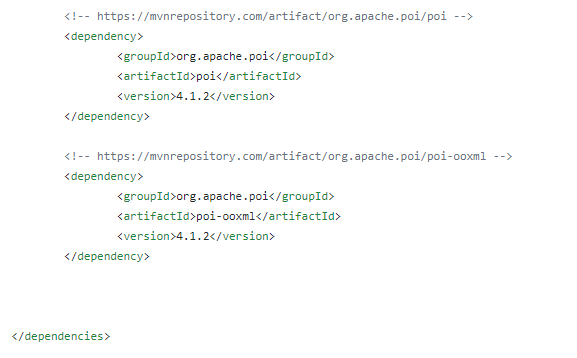 <!-- https://mvnrepository.com/artifact/org.apache.poi/poi -->
<dependency>
<groupId>org.apache.poi</groupId>
<artifactId>poi</artifactId>
<version>4.1.2</version>
</dependency>
<!-- https://mvnrepository.com/artifact/org.apache.poi/poi-ooxml -->
<dependency>
<groupId>org.apache.poi</groupId>
<artifactId>poi-ooxml</artifactId>
<version>4.1.2</version>
</dependency>
</dependencies>